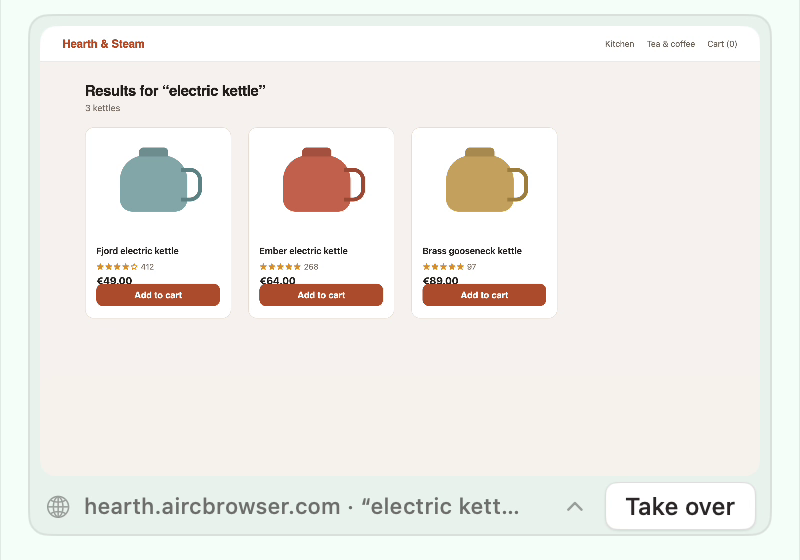 Hearth & Steam
Kitchen Tea & coffee Cart (0)
Results for “electric kettle”
3 kettles
Fjord electric kettle
★★★★☆ 412
€49.00
Add to cart
Ember electric kettle
★★★★★ 268
€64.00
Add to cart
Brass gooseneck kettle
★★★★★ 97
€89.00
Add to cart
hearth.aircbrowser.com · “electric kett...
Take over